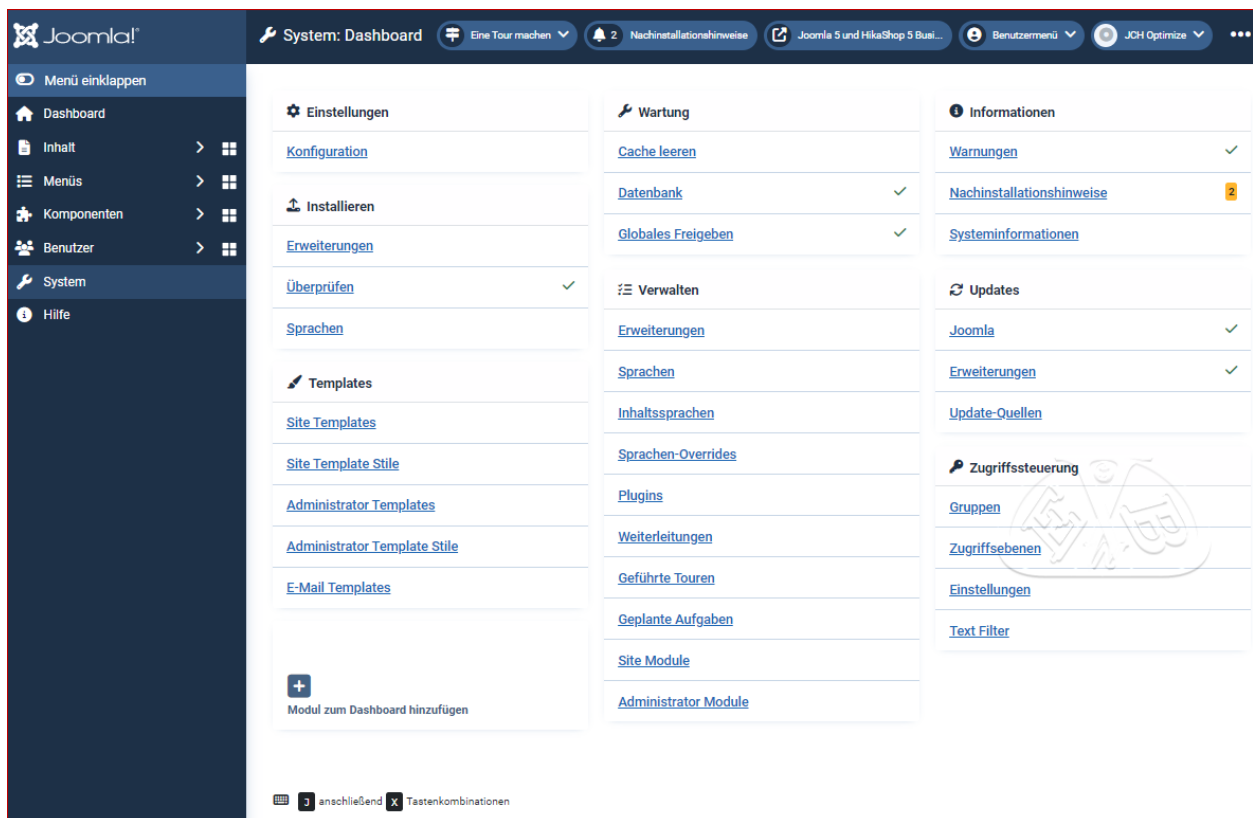 Joomla!®
System: Dashboard
Eine Tour machen
2 Nachinstallationshinweise
Joomla 5 und HikaShop 5 Busi...
Benutzermenü
JCH Optimize
Menü einklappen
Dashboard
Inhalt
Menüs
Komponenten
Benutzer
System
Hilfe
Einstellungen
Konfiguration
Installieren
Erweiterungen
Überprüfen
Sprachen
Templates
Site Templates
Site Template Stile
Administrator Templates
Administrator Template Stile
E-Mail Templates
Modul zum Dashboard hinzufügen
Wartung
Cache leeren
Datenbank
Globales Freigeben
Verwalten
Erweiterungen
Sprachen
Inhaltssprachen
Sprachen-Overrides
Plugins
Weiterleitungen
Geführte Touren
Geplante Aufgaben
Site Module
Administrator Module
Informationen
Warnungen
Nachinstallationshinweise 2
Systeminformationen
Updates
Joomla
Erweiterungen
Update-Quellen
Zugriffssteuerung
Gruppen
Zugriffsebenen
Einstellungen
Text Filter
J anschließend X Tastenkombinationen